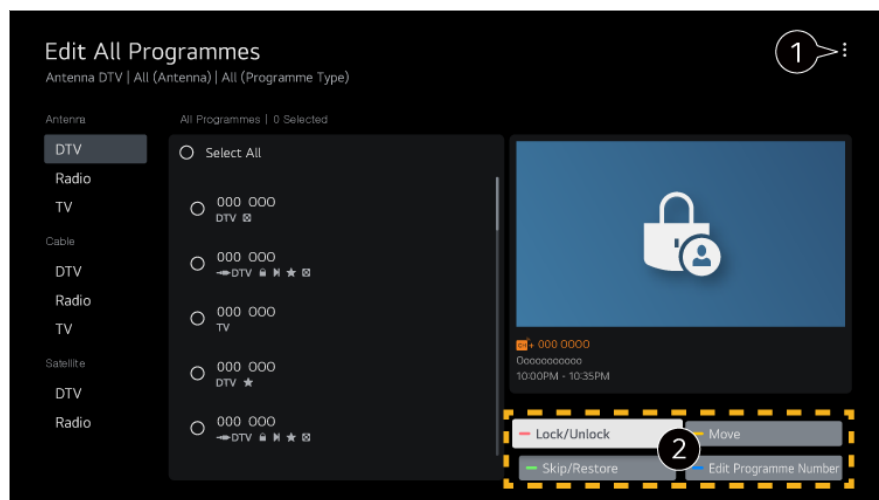 Edit All Programmes
1
Antenna DTV | All (Antenna) | All (Programme Type)
Antenna
All Programmes | 0 Selected
DTV
Radio
TV
Cable
DTV
Radio
TV
Satellite
DTV
Radio
Select All
000 000
DTV
000 000
DTV
000 000
TV
000 000
DTV
000 000
DTV
000 0000
Ooooooooooo
10:00PM - 10:35PM
Lock/Unlock
Move
2
Skip/Restore
Edit Programme Number